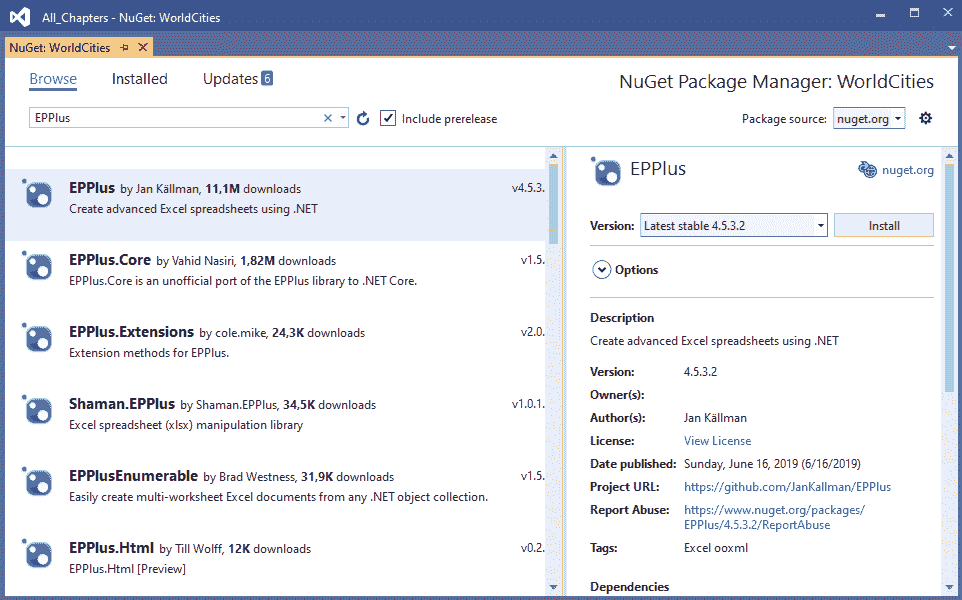 All_Chapters - NuGet: WorldCities
NuGet: WorldCities
Browse Installed Updates 6
NuGet Package Manager: WorldCities
EPPlus
Include prerelease
Package source: nuget.org
EPPlus by Jan Källman, 11,1M downloads v4.5.3.
Create advanced Excel spreadsheets using .NET
EPPlus.Core by Vahid Nasiri, 1,82M downloads v1.5.
EPPlus.Core is an unofficial port of the EPPlus library to .NET Core.
EPPlus.Extensions by cole.mike, 24,3K downloads v2.0.
Extension methods for EPPlus.
Shaman.EPPlus by Shaman.EPPlus, 34,5K downloads v1.0.1.
Excel spreadsheet (xlsx) manipulation library
EPPlusEnumerable by Brad Westness, 31,9K downloads v1.5.
Easily create multi-worksheet Excel documents from any .NET object collection.
EPPlus.Html by Till Wolff, 12K downloads v0.2.
EPPlus.Html [Preview]
EPPlus nuget.org
Version: Latest stable 4.5.3.2 Install
Options
Description
Create advanced Excel spreadsheets using .NET
Version: 4.5.3.2
Owner(s):
Author(s): Jan Källman
License: View License
Date published: Sunday, June 16, 2019 (6/16/2019)
Project URL: https://github.com/JanKallman/EPPlus
Report Abuse: https://www.nuget.org/packages/
EPPlus/4.5.3.2/ReportAbuse
Tags: Excel ooxml
Dependencies